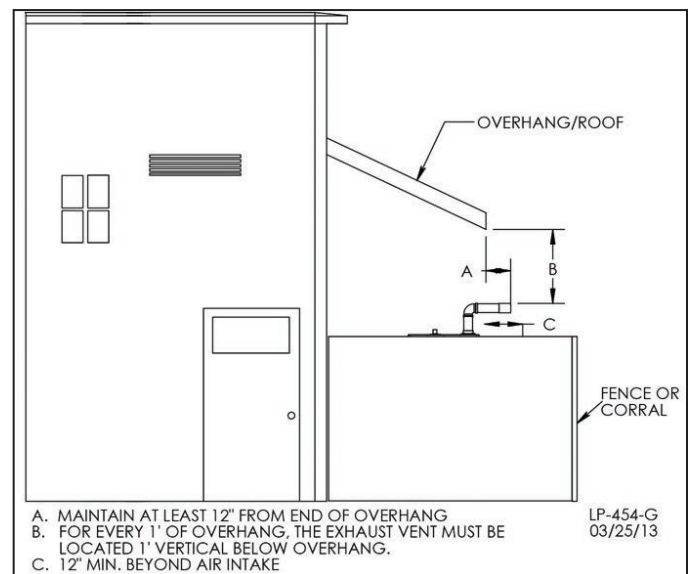 OVERHANG/ROOF
A
B
C
FENCE OR
CORRAL
A. MAINTAIN AT LEAST 12" FROM END OF OVERHANG
B. FOR EVERY 1' OF OVERHANG, THE EXHAUST VENT MUST BE
LOCATED 1' VERTICAL BELOW OVERHANG.
C. 12" MIN. BEYOND AIR INTAKE
LP-454-G
03/25/13